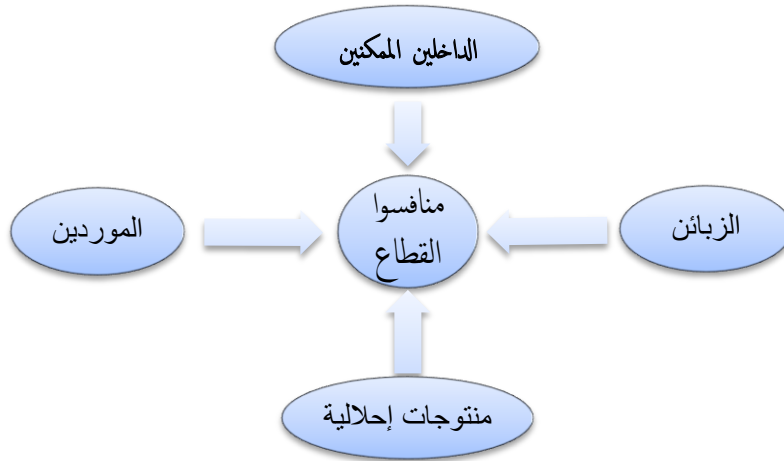 الداخلين الممكنين
منافسوا
القطاع
الموردين
الزبائن
منتوجات إحلالية